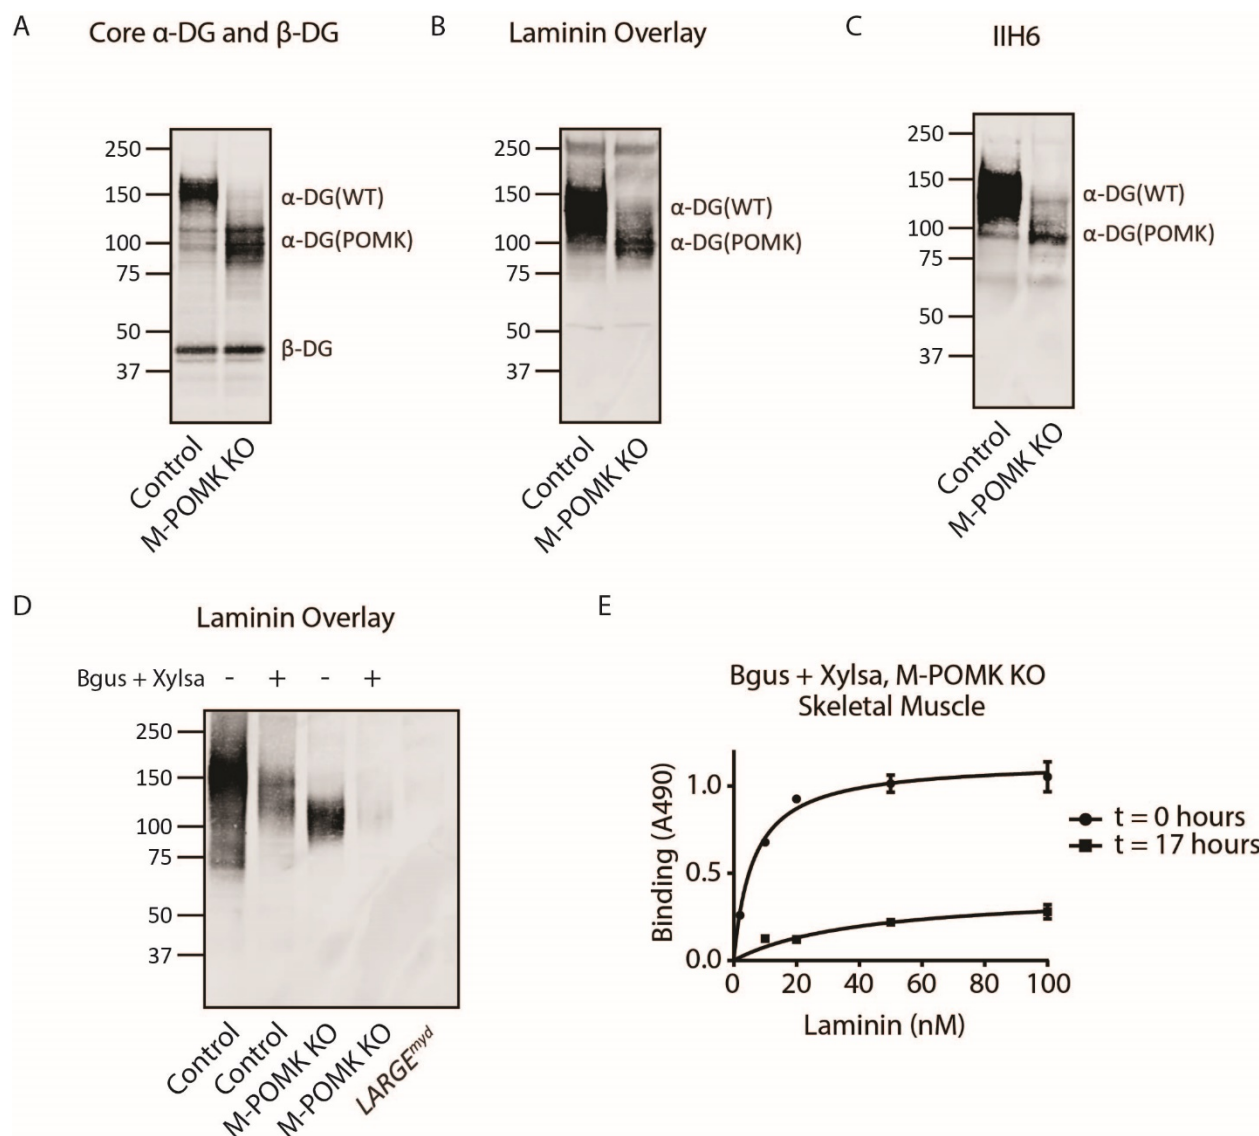 A
Core α-DG and β-DG
250
150
100
75
50
37
α-DG(WT)
α-DG(POMK)
β-DG
Control
M-POMK KO
B
Laminin Overlay
250
150
100
75
50
37
α-DG(WT)
α-DG(POMK)
Control
M-POMK KO
C
IIH6
250
150
100
75
50
37
α-DG(WT)
α-DG(POMK)
Control
M-POMK KO
D
Laminin Overlay
Bgus + Xylsa - + - +
250
150
100
75
50
37
Control
Control
M-POMK KO
M-POMK KO
LARGEmyd
E
Bgus + Xylsa, M-POMK KO
Skeletal Muscle
Binding (A490)
1.0
0.5
0.0
0 20 40 60 80 100
Laminin (nM)
t = 0 hours
t = 17 hours